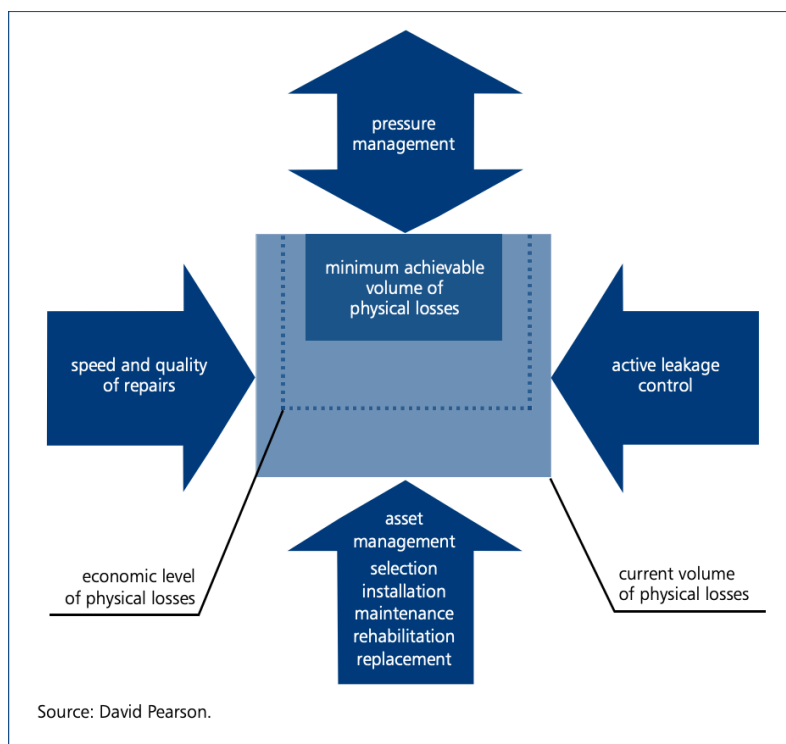 pressure
management
minimum achievable
volume of
physical losses
speed and quality
of repairs
active leakage
control
asset
management
selection
installation
maintenance
rehabilitation
replacement
economic level
of physical losses
current volume
of physical losses
Source: David Pearson.